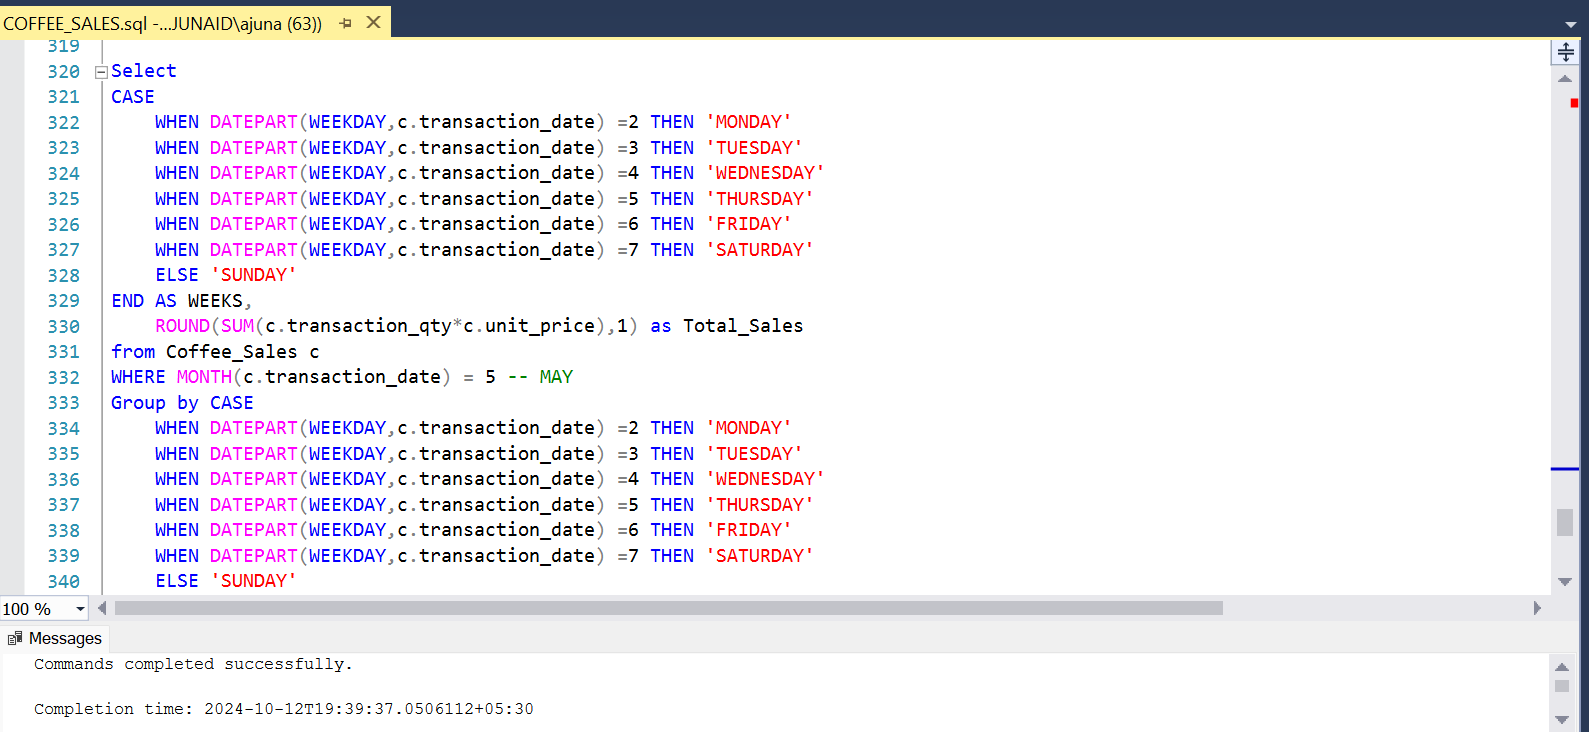 COFFEE_SALES.sql -...JUNAID\ajuna (63))
319
320 Select
321 CASE
322 WHEN DATEPART(WEEKDAY,c.transaction_date) =2 THEN 'MONDAY'
323 WHEN DATEPART(WEEKDAY,c.transaction_date) =3 THEN 'TUESDAY'
324 WHEN DATEPART(WEEKDAY,c.transaction_date) =4 THEN 'WEDNESDAY'
325 WHEN DATEPART(WEEKDAY,c.transaction_date) =5 THEN 'THURSDAY'
326 WHEN DATEPART(WEEKDAY,c.transaction_date) =6 THEN 'FRIDAY'
327 WHEN DATEPART(WEEKDAY,c.transaction_date) =7 THEN 'SATURDAY'
328 ELSE 'SUNDAY'
329 END AS WEEKS,
330 ROUND(SUM(c.transaction_qty*c.unit_price),1) as Total_Sales
331 from Coffee_Sales c
332 WHERE MONTH(c.transaction_date) = 5 -- MAY
333 Group by CASE
334 WHEN DATEPART(WEEKDAY,c.transaction_date) =2 THEN 'MONDAY'
335 WHEN DATEPART(WEEKDAY,c.transaction_date) =3 THEN 'TUESDAY'
336 WHEN DATEPART(WEEKDAY,c.transaction_date) =4 THEN 'WEDNESDAY'
337 WHEN DATEPART(WEEKDAY,c.transaction_date) =5 THEN 'THURSDAY'
338 WHEN DATEPART(WEEKDAY,c.transaction_date) =6 THEN 'FRIDAY'
339 WHEN DATEPART(WEEKDAY,c.transaction_date) =7 THEN 'SATURDAY'
340 ELSE 'SUNDAY'
100 %
Messages
Commands completed successfully.
Completion time: 2024-10-12T19:39:37.0506112+05:30